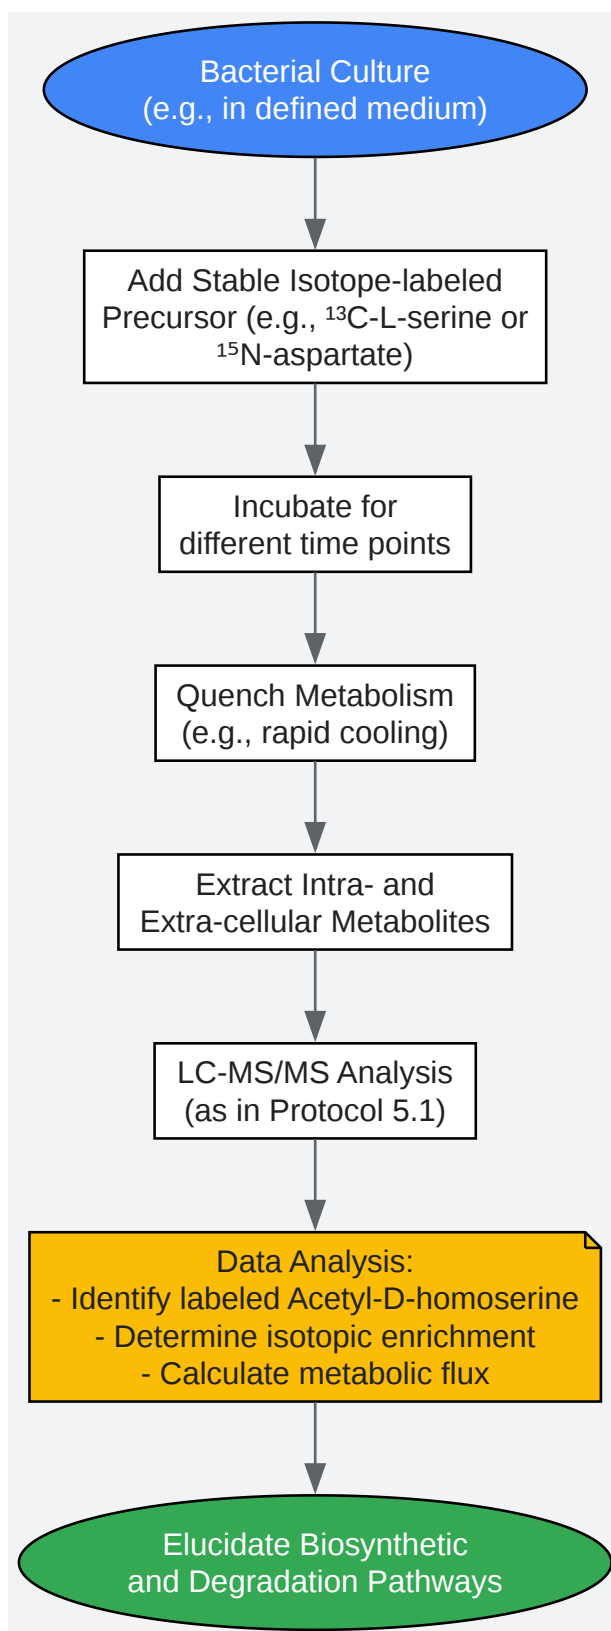 Bacterial Culture
(e.g., in defined medium)
Add Stable Isotope-labeled
Precursor (e.g., ¹³C-L-serine or
¹⁵N-aspartate)
Incubate for
different time points
Quench Metabolism
(e.g., rapid cooling)
Extract Intra- and
Extra-cellular Metabolites
LC-MS/MS Analysis
(as in Protocol 5.1)
Data Analysis:
- Identify labeled Acetyl-D-homoserine
- Determine isotopic enrichment
- Calculate metabolic flux
Elucidate Biosynthetic
and Degradation Pathways